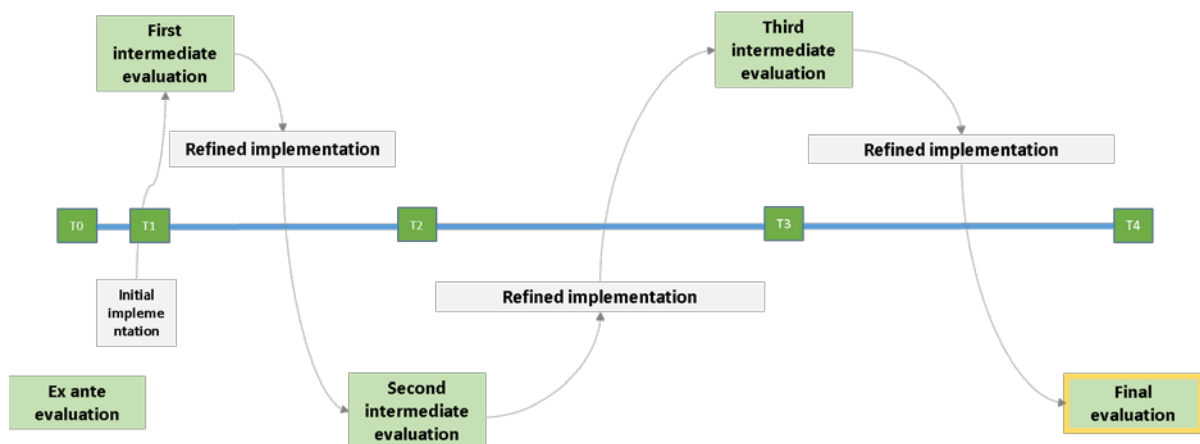 First
intermediate
evaluation
Third
intermediate
evaluation
Refined implementation
Refined implementation
T0
T1
T2
T3
T4
Initial
impleme
ntation
Refined implementation
Ex ante
evaluation
Second
intermediate
evaluation
Final
evaluation